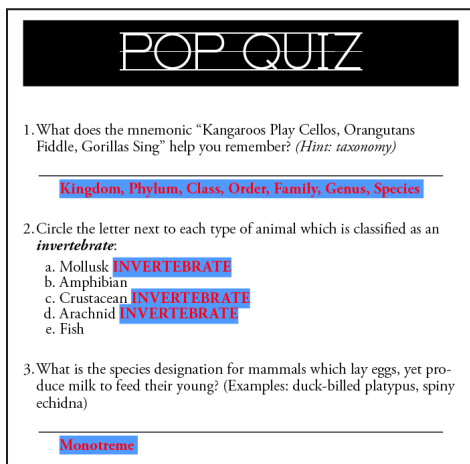 POP QUIZ
1. What does the mnemonic “Kangaroos Play Cellos, Orangutans
Fiddle, Gorillas Sing” help you remember? (Hint: taxonomy)
Kingdom, Phylum, Class, Order, Family, Genus, Species
2. Circle the letter next to each type of animal which is classified as an
invertebrate:
a. Mollusk INVERTEBRATE
b. Amphibian
c. Crustacean INVERTEBRATE
d. Arachnid INVERTEBRATE
e. Fish
3. What is the species designation for mammals which lay eggs, yet pro-
duce milk to feed their young? (Examples: duck-billed platypus, spiny
echidna)
Monotreme